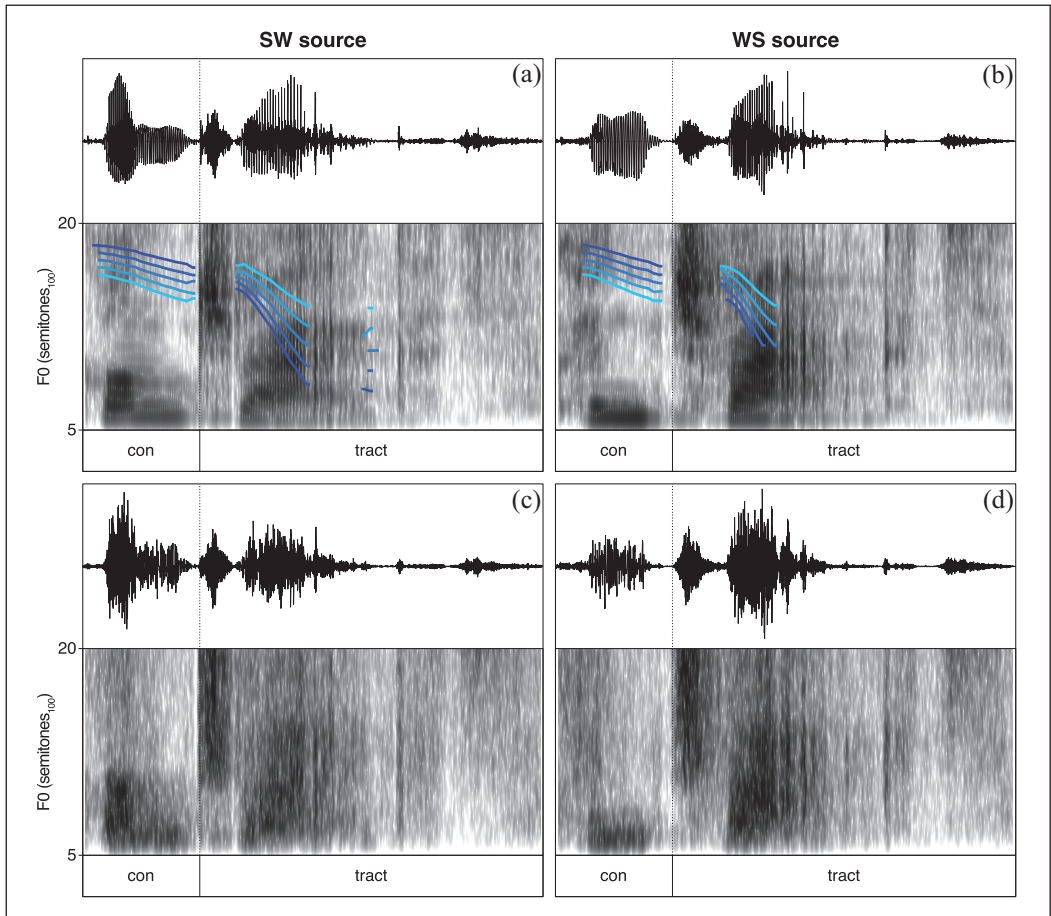 SW source
WS source
(a)
(b)
20
F0 (semitones₁₀₀)
5
con
tract
con
tract
(c)
(d)
20
F0 (semitones₁₀₀)
5
con
tract
con
tract